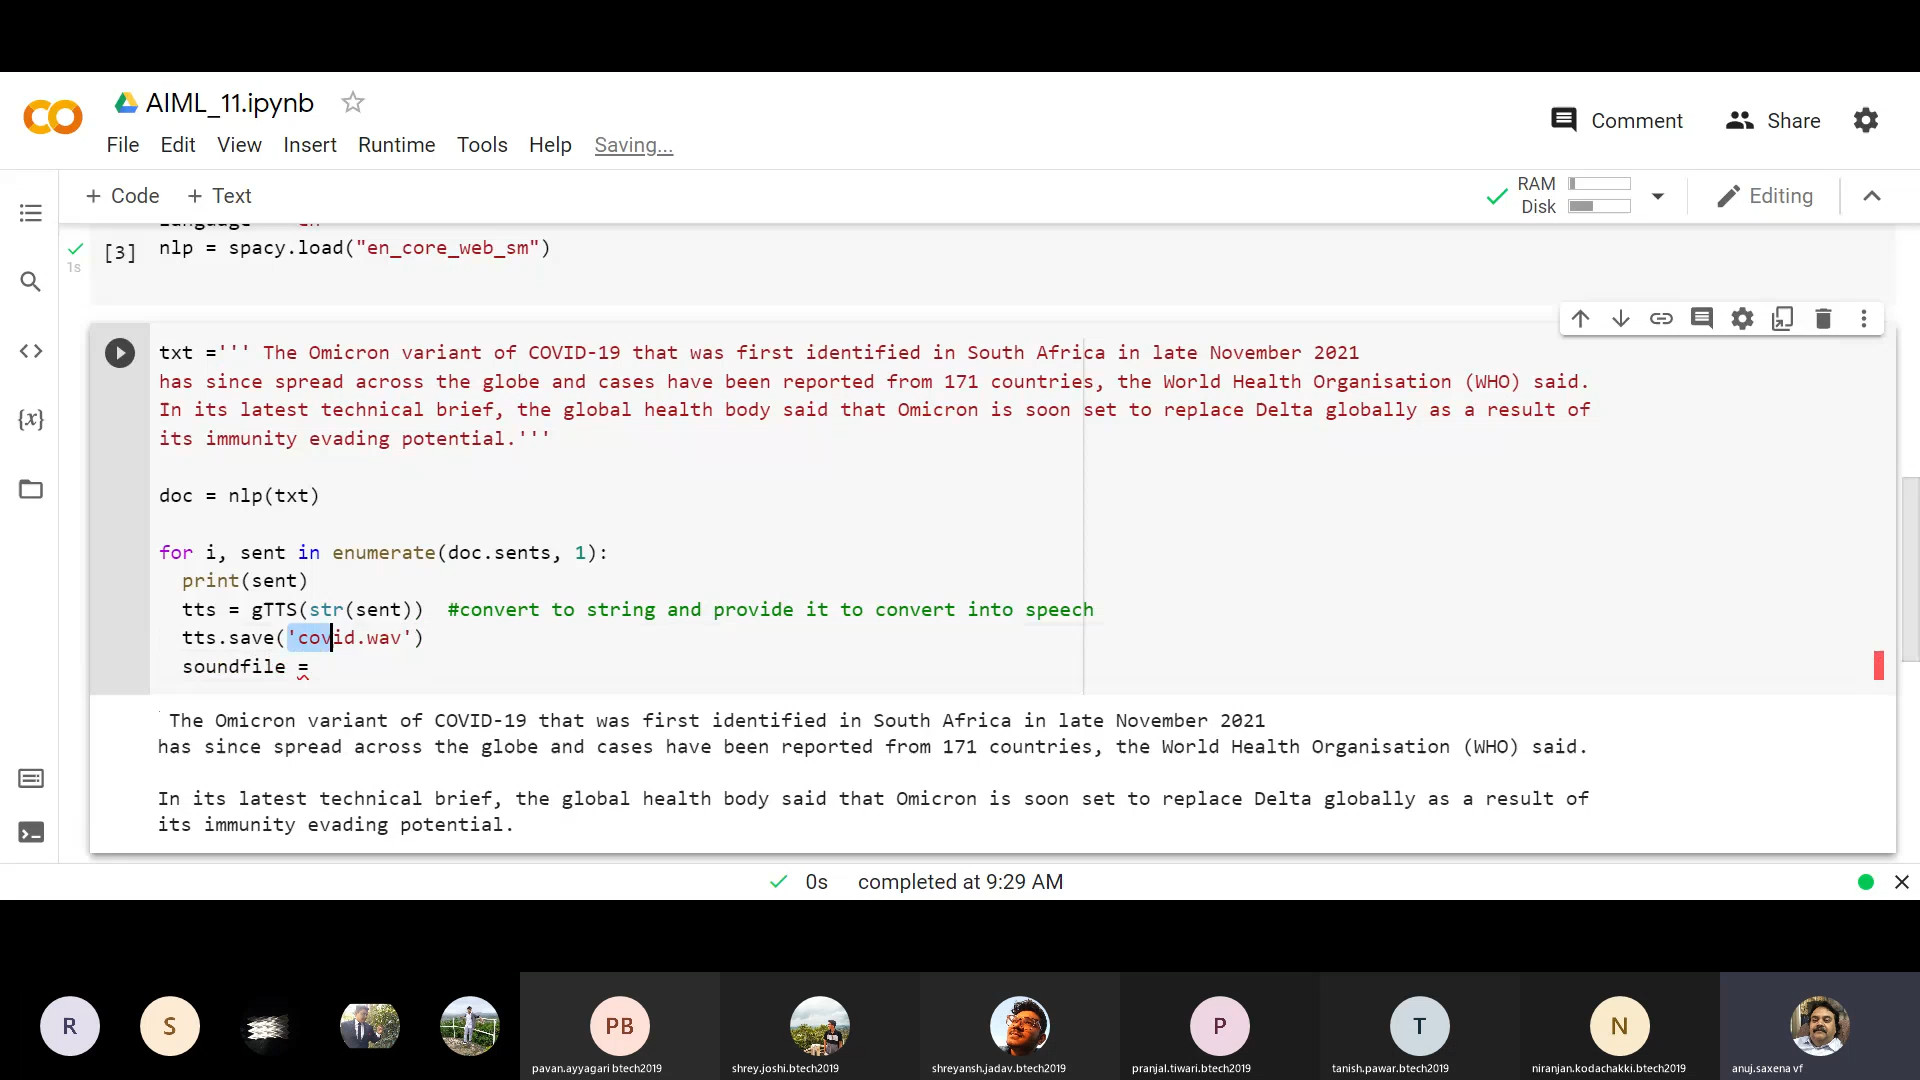 AIML_11.ipynb
File Edit View Insert Runtime Tools Help Saving...
Comment
Share
+ Code + Text
RAM
Disk
Editing
[3]
1s
nlp = spacy.load("en_core_web_sm")
txt =''' The Omicron variant of COVID-19 that was first identified in South Africa in late November 2021
has since spread across the globe and cases have been reported from 171 countries, the World Health Organisation (WHO) said.
In its latest technical brief, the global health body said that Omicron is soon set to replace Delta globally as a result of
its immunity evading potential.'''
doc = nlp(txt)
for i, sent in enumerate(doc.sents, 1):
print(sent)
tts = gTTS(str(sent)) #convert to string and provide it to convert into speech
tts.save('covid.wav')
soundfile =
The Omicron variant of COVID-19 that was first identified in South Africa in late November 2021
has since spread across the globe and cases have been reported from 171 countries, the World Health Organisation (WHO) said.
In its latest technical brief, the global health body said that Omicron is soon set to replace Delta globally as a result of
its immunity evading potential.
0s completed at 9:29 AM
R
S
PB
P
T
N
pavan.ayyagari btech2019
shrey.joshi.btech2019
shreyansh.jadav.btech2019
pranjal.tiwari.btech2019
tanish.pawar.btech2019
niranjan.kodachakki.btech2019
anuj.saxena vf